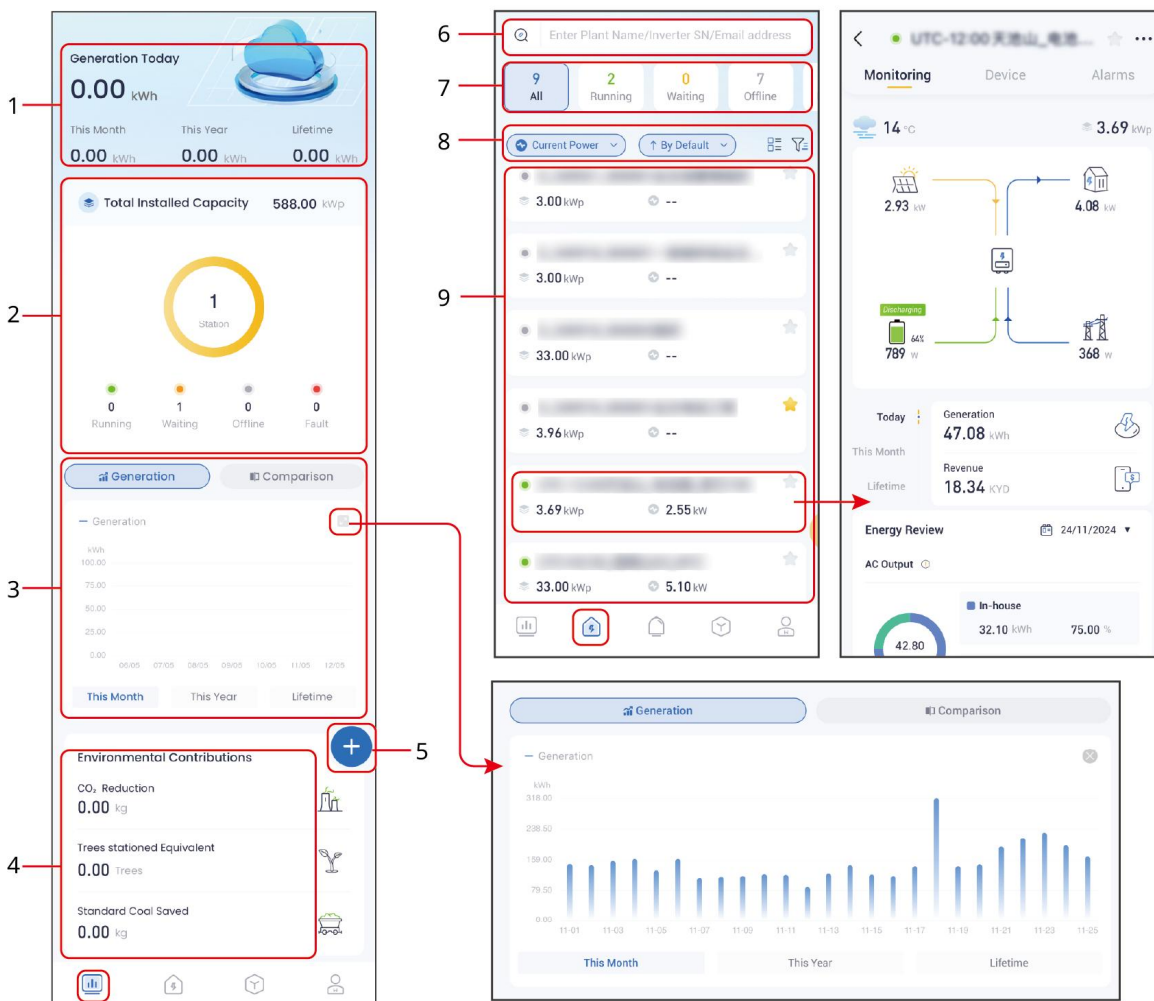 1
Generation Today
0.00 kWh
This Month This Year Lifetime
0.00 kWh 0.00 kWh 0.00 kWh
2
Total Installed Capacity 588.00 kWp
1
Station
0 1 0 0
Running Waiting Offline Fault
3
Generation Comparison
Generation
kWh
100.00
75.00
50.00
25.00
0.00
06/05 07/05 08/05 09/05 10/05 11/05 12/05
This Month This Year Lifetime
5
4
Environmental Contributions
CO₂ Reduction
0.00 kg
Trees stationed Equivalent
0.00 Trees
Standard Coal Saved
0.00 kg
6
Enter Plant Name/Inverter SN/Email address
7
9 2 0 7
All Running Waiting Offline
8
Current Power ↑ By Default
9
3.00 kWp --
3.00 kWp --
33.00 kWp --
3.96 kWp --
3.69 kWp 2.55 kW
33.00 kWp 5.10 kW
UTC-12:00
Monitoring Device Alarms
14 °C 3.69 kWp
2.93 kW 4.08 kW
Discharging
64%
789 W 368 W
Today
This Month
Lifetime
Generation
47.08 kWh
Revenue
18.34 KYD
Energy Review 24/11/2024
AC Output
42.80
In-house
32.10 kWh 75.00 %
Generation Comparison
Generation
kWh
318.00
238.50
159.00
79.50
0.00
11-01 11-03 11-05 11-07 11-09 11-11 11-13 11-15 11-17 11-19 11-21 11-23 11-25
This Month This Year Lifetime